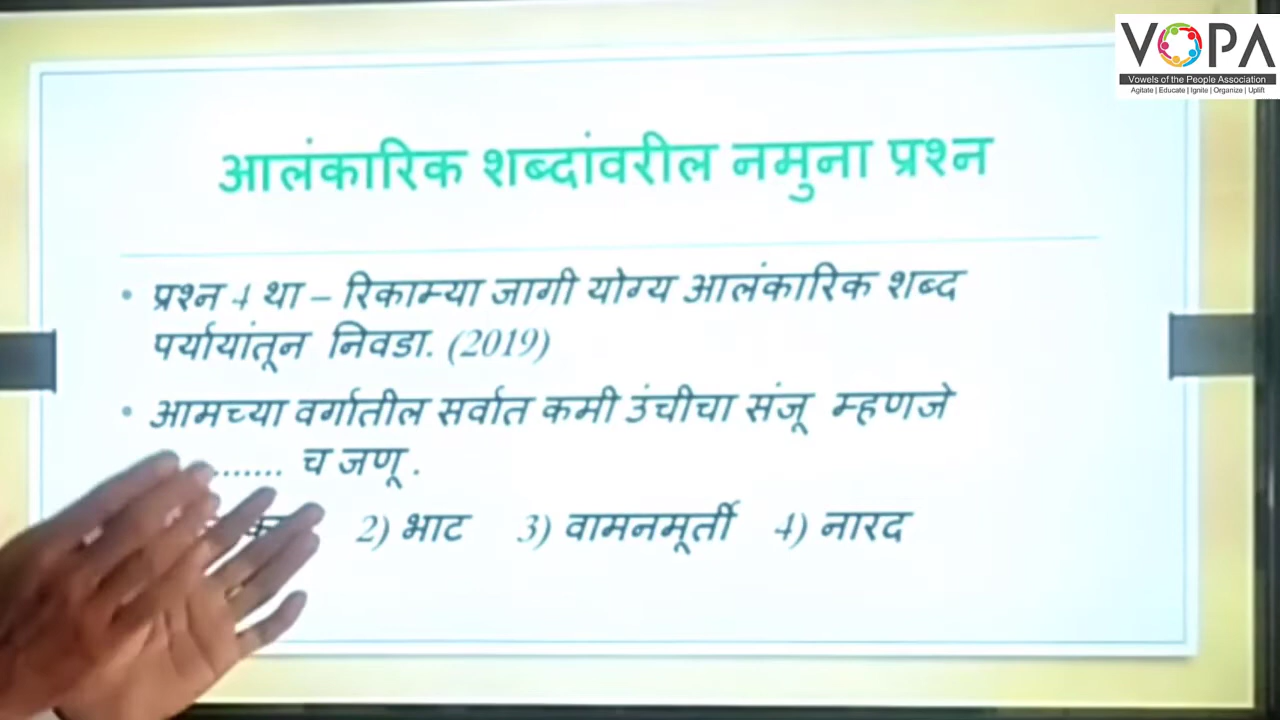 VOPA
Vowels of the People Association
Agitate | Educate | Ignite | Organize | Uplift
आलंकारिक शब्दांवरील नमुना प्रश्न
• प्रश्न 4 था – रिकाम्या जागी योग्य आलंकारिक शब्द
पर्यायांतून निवडा. (2019)
• आमच्या वर्गातील सर्वात कमी उंचीचा संजू म्हणजे
....... च जणू .
2) भाट 3) वामनमूर्ती 4) नारद